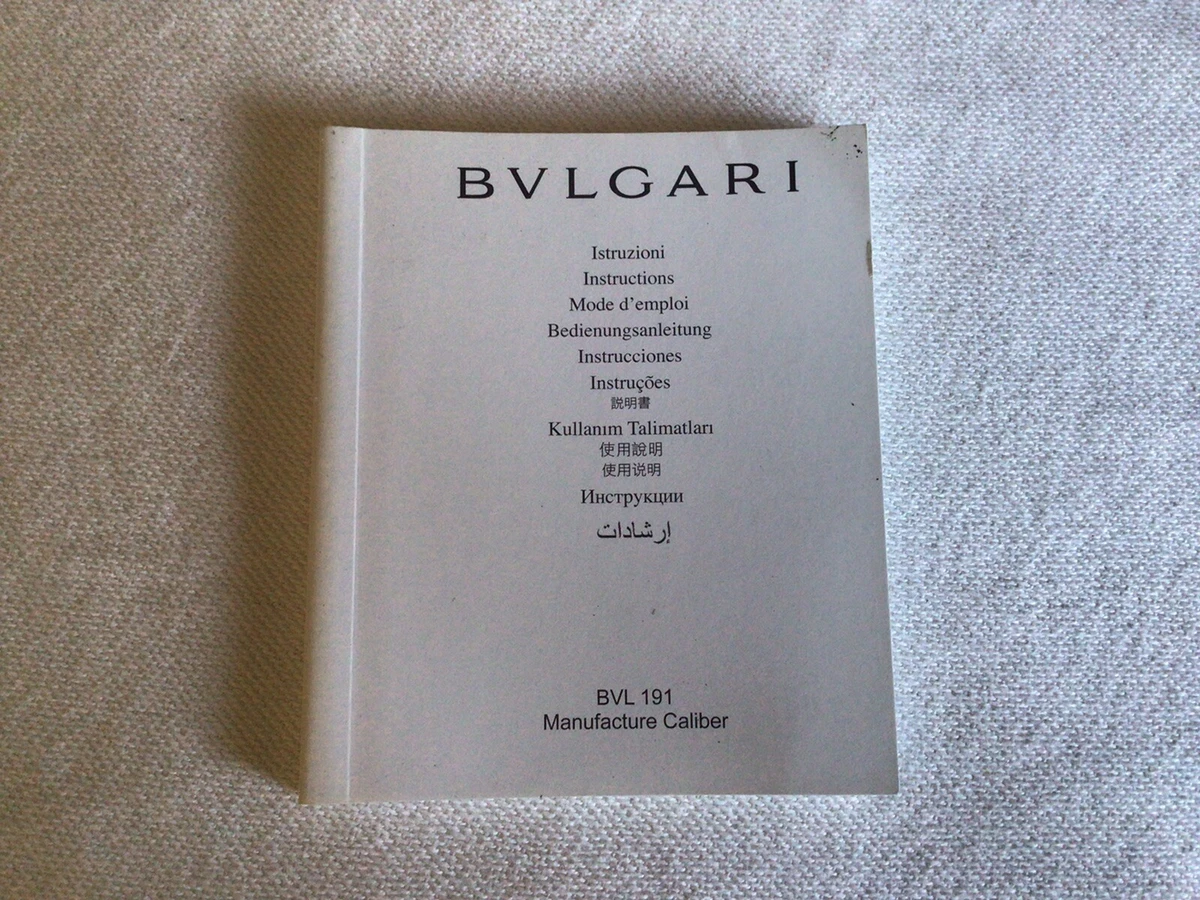 BVLGARI
Istruzioni
Instructions
Mode d'emploi
Bedienungsanleitung
Instrucciones
Instruções
説明書
Kullanım Talimatları
使用說明
使用说明
Инструкции
إرشادات
BVL 191
Manufacture Caliber